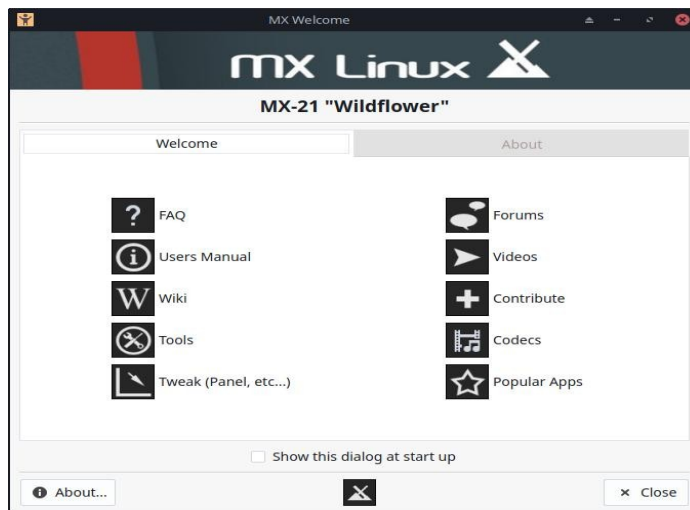 MX Welcome
MX Linux
MX-21 "Wildflower"
Welcome
About
FAQ
Forums
Users Manual
Videos
Wiki
Contribute
Tools
Codecs
Tweak (Panel, etc...)
Popular Apps
Show this dialog at start up
About...
Close